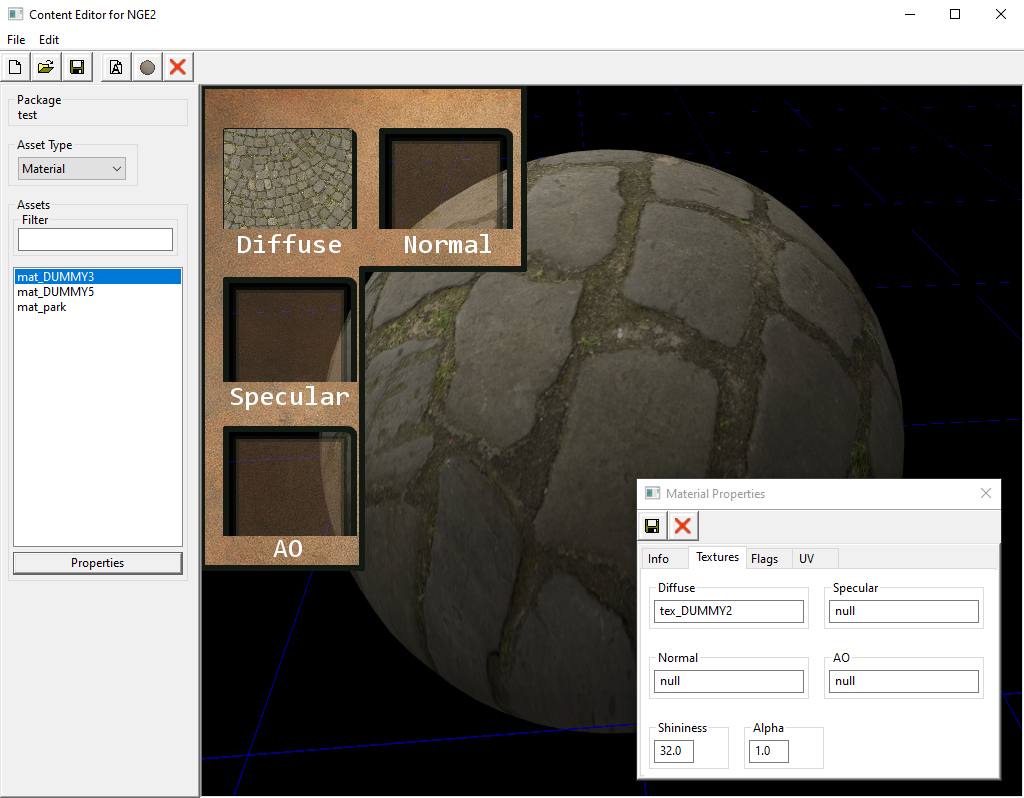 Content Editor for NGE2
File Edit
A
Package
test
Asset Type
Material
Assets
Filter
mat_DUMMY3
mat_DUMMY5
mat_park
Properties
Diffuse Normal
Specular
AO
Material Properties
Info Textures Flags UV
Diffuse Specular
tex_DUMMY2 null
Normal AO
null null
Shininess Alpha
32.0 1.0